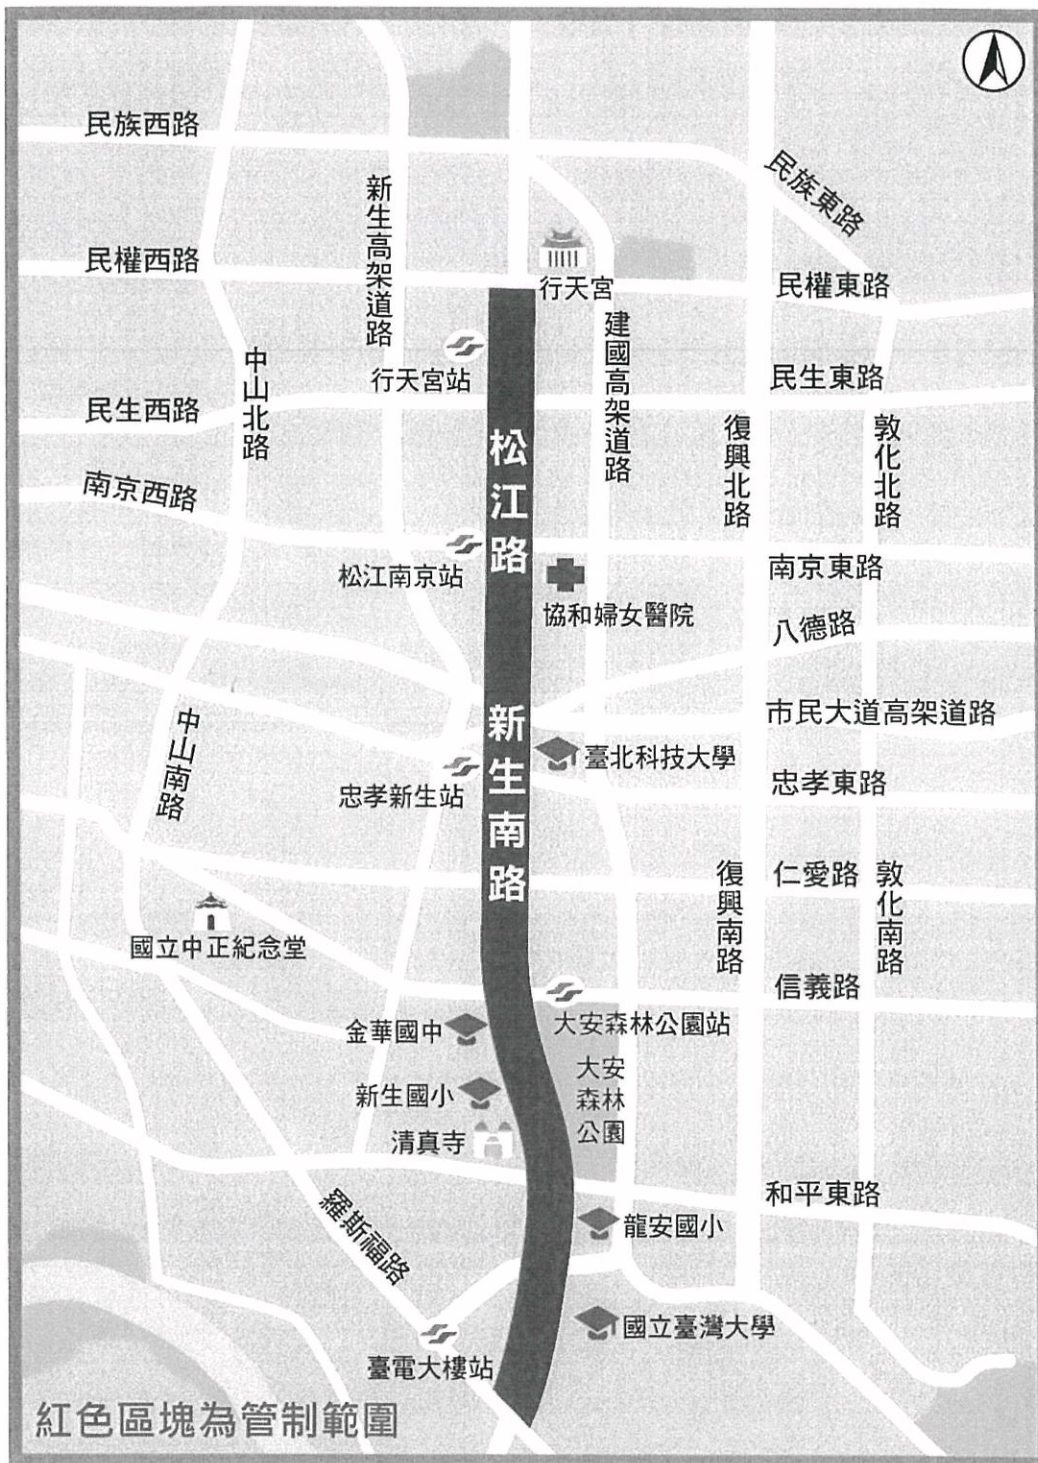 民族西路
民族東路
新生高架道路
民權西路
行天宮
民權東路
建國高架道路
行天宮站
中山北路
民生東路
民生西路
復興北路
敦化北路
松江路
南京西路
松江南京站
南京東路
協和婦女醫院
八德路
新生南路
市民大道高架道路
中山南路
臺北科技大學
忠孝東路
忠孝新生站
復興南路
仁愛路
敦化南路
國立中正紀念堂
信義路
金華國中
大安森林公園站
新生國小
大安
森林
公園
清真寺
和平東路
羅斯福路
龍安國小
國立臺灣大學
臺電大樓站
紅色區塊為管制範圍